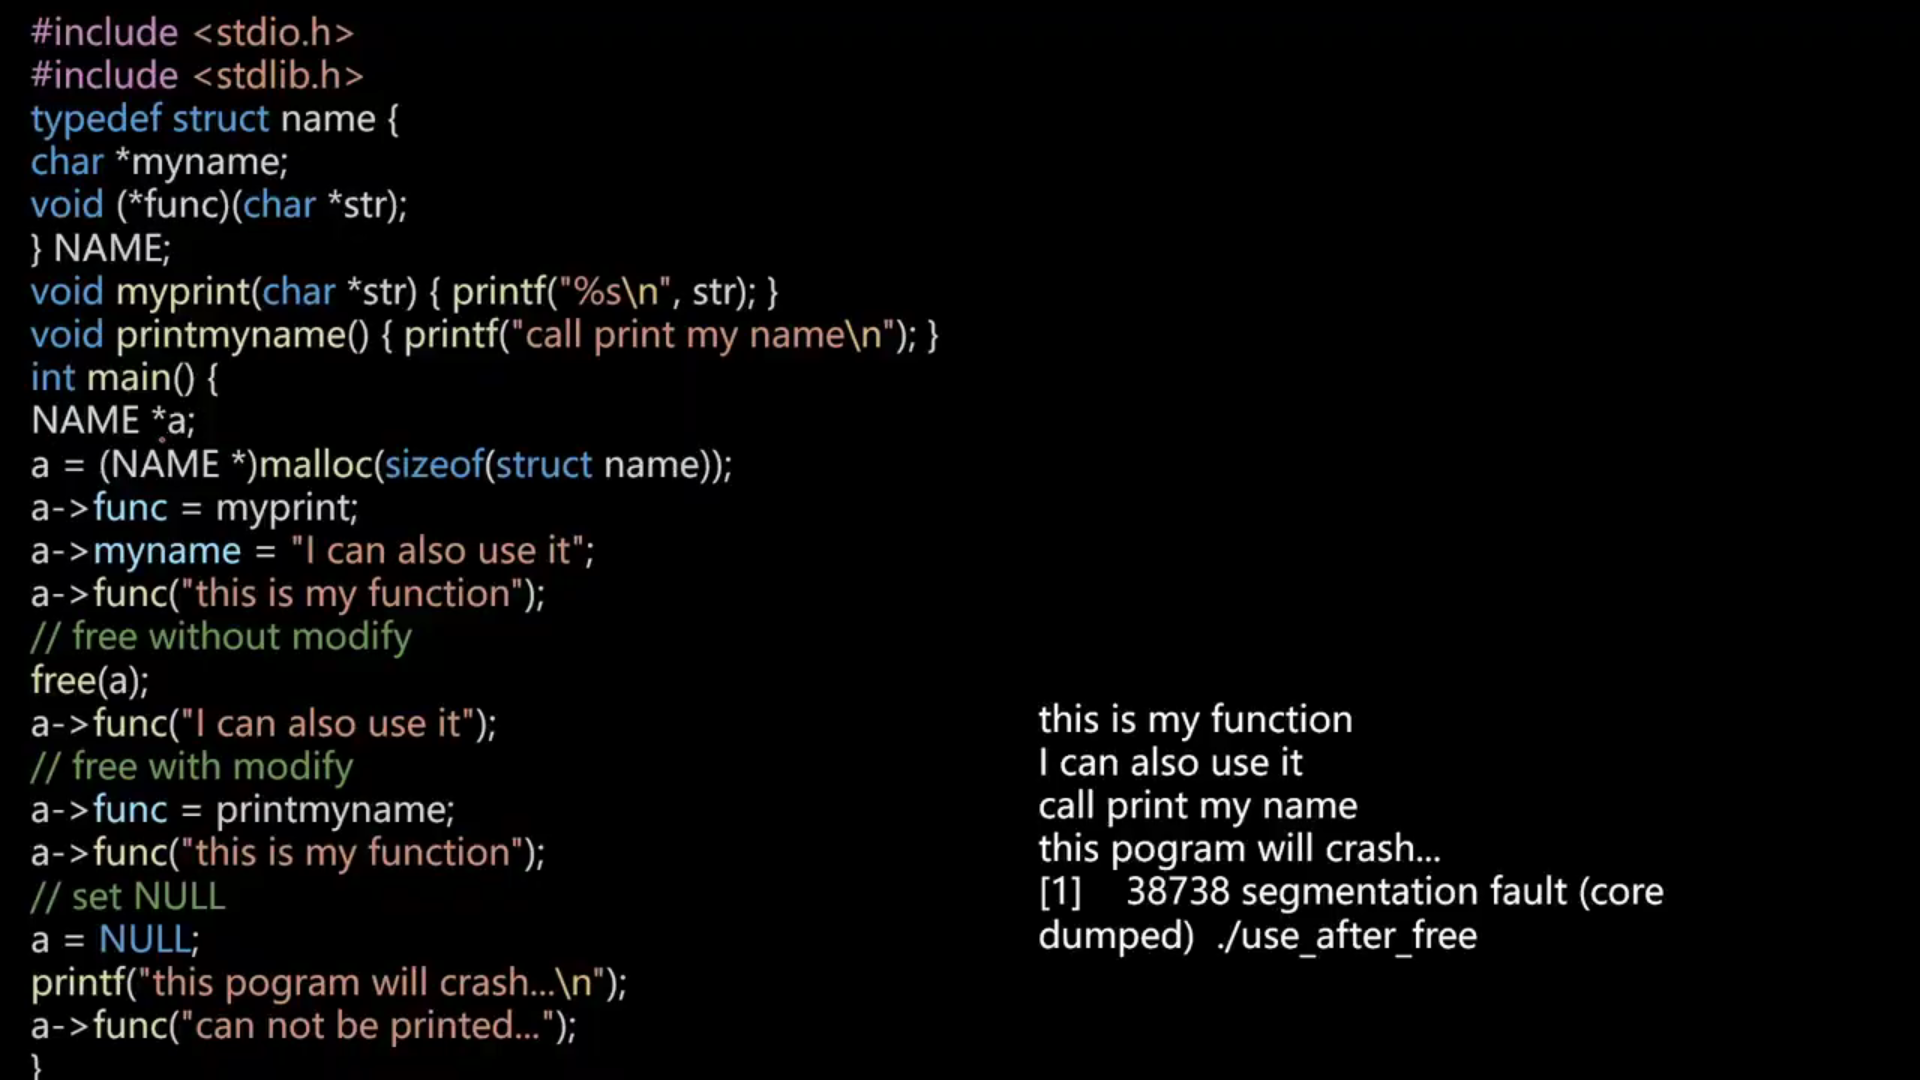 #include <stdio.h>
#include <stdlib.h>
typedef struct name {
char *myname;
void (*func)(char *str);
} NAME;
void myprint(char *str) { printf("%s\n", str); }
void printmyname() { printf("call print my name\n"); }
int main() {
NAME *a;
a = (NAME *)malloc(sizeof(struct name));
a->func = myprint;
a->myname = "I can also use it";
a->func("this is my function");
// free without modify
free(a);
a->func("I can also use it");
// free with modify
a->func = printmyname;
a->func("this is my function");
// set NULL
a = NULL;
printf("this pogram will crash...\n");
a->func("can not be printed...");
}
this is my function
I can also use it
call print my name
this pogram will crash...
[1]    38738 segmentation fault (core
dumped)  ./use_after_free